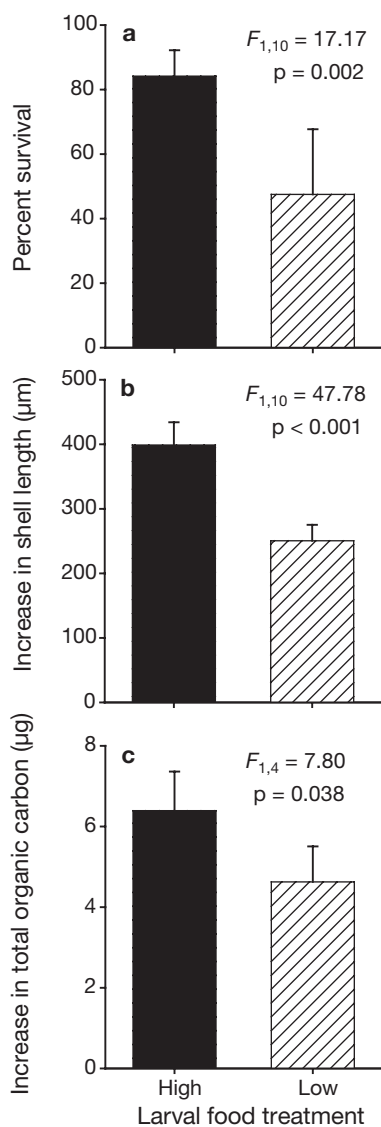 a
F1,10 = 17.17
p = 0.002
100
80
60
40
20
0
Percent survival
b
F1,10 = 47.78
p < 0.001
500
400
300
200
100
0
Increase in shell length (µm)
c
F1,4 = 7.80
p = 0.038
8
6
4
2
0
Increase in total organic carbon (µg)
High Low
Larval food treatment